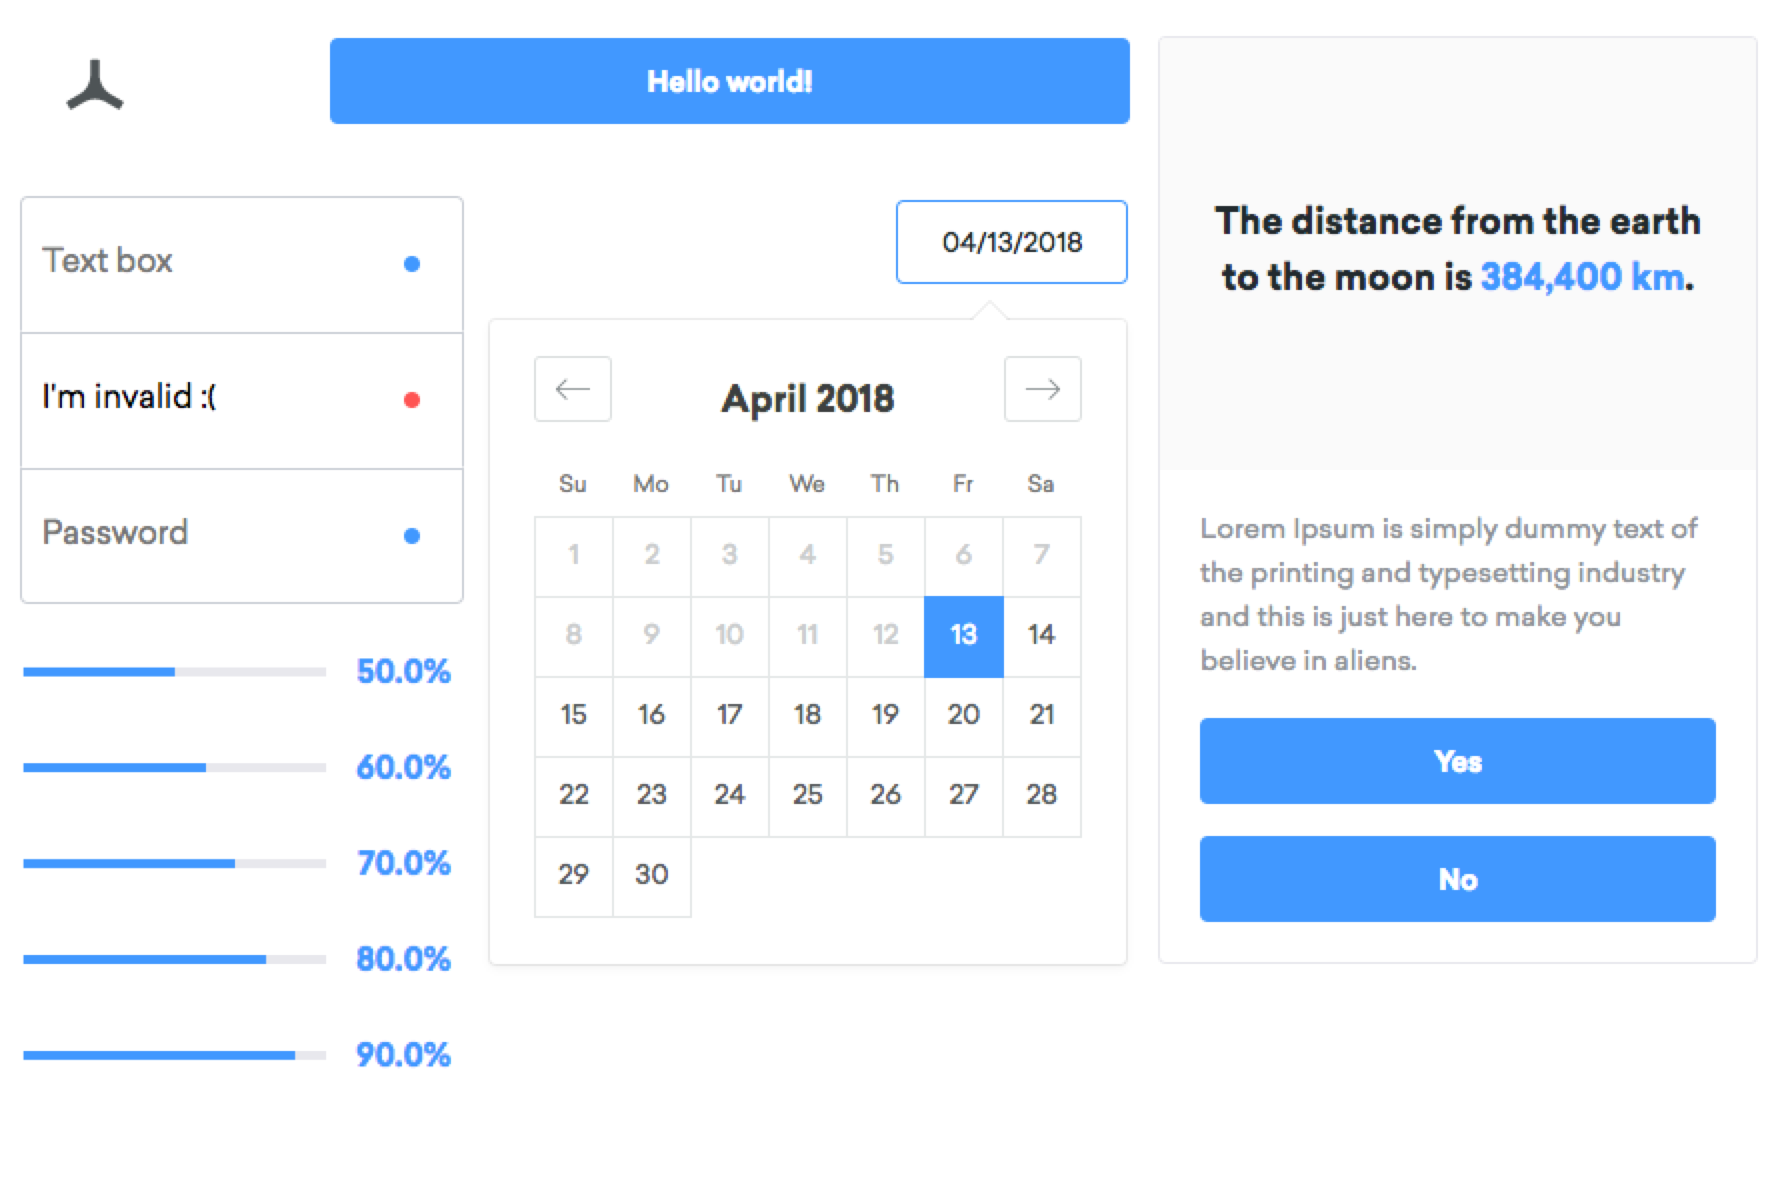 Hello world!
Text box
I'm invalid :(
Password
50.0%
60.0%
70.0%
80.0%
90.0%
04/13/2018
April 2018
Su Mo Tu We Th Fr Sa
1 2 3 4 5 6 7
8 9 10 11 12 13 14
15 16 17 18 19 20 21
22 23 24 25 26 27 28
29 30
The distance from the earth
to the moon is 384,400 km.
Lorem Ipsum is simply dummy text of
the printing and typesetting industry
and this is just here to make you
believe in aliens.
Yes
No